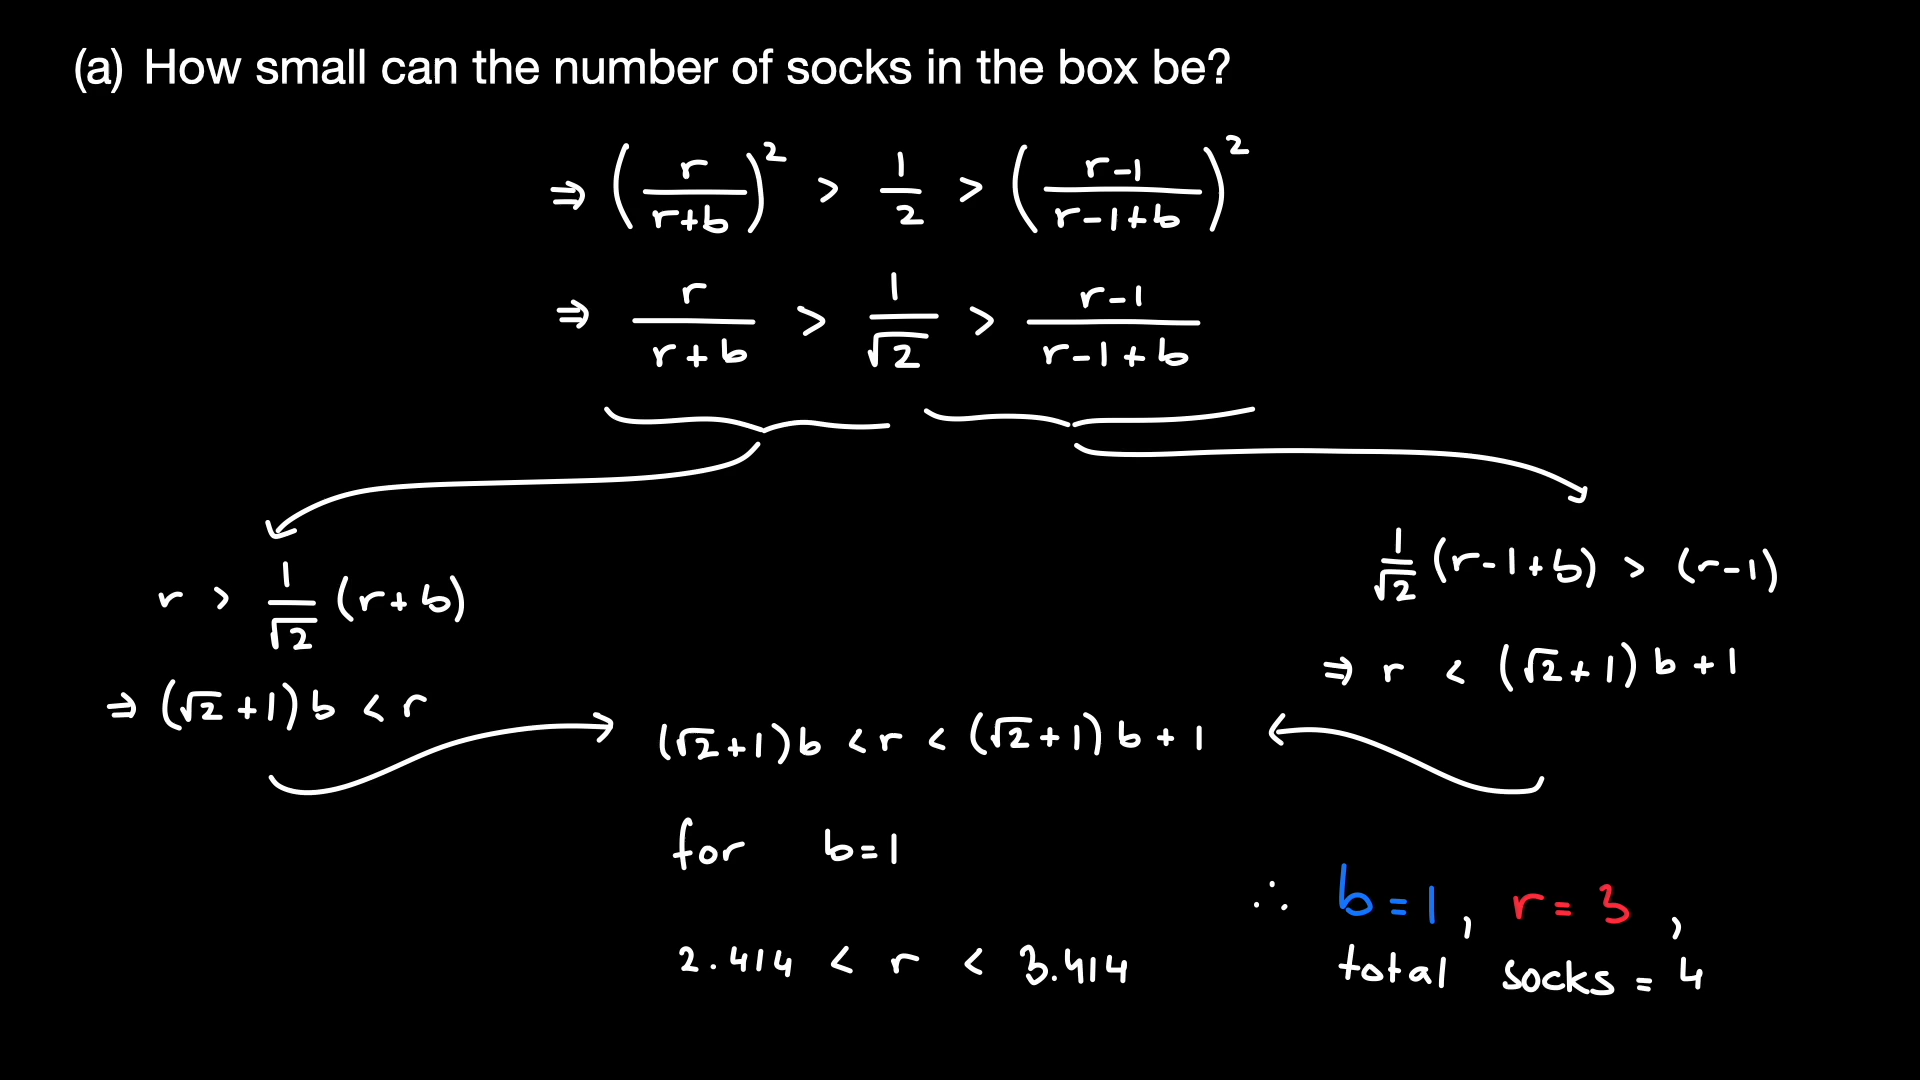 (a) How small can the number of socks in the box be?
⇒ (r/(r+b))² > 1/2 > ((r-1)/(r-1+b))²
⇒ r/(r+b) > 1/√2 > (r-1)/(r-1+b)
r > 1/√2 (r+b)
⇒ (√2+1)b < r
1/√2 (r-1+b) > (r-1)
⇒ r < (√2+1)b+1
(√2+1)b < r < (√2+1)b+1
for b=1
2.414 < r < 3.414
∴ b=1, r=3,
total socks = 4